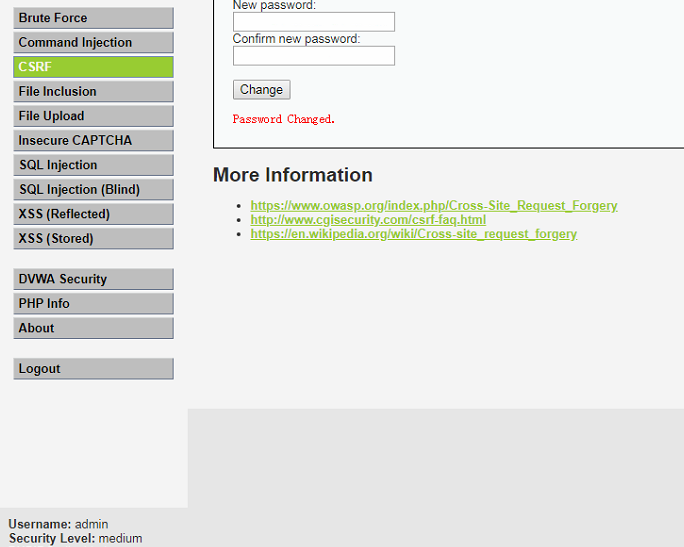 Brute Force
Command Injection
CSRF
File Inclusion
File Upload
Insecure CAPTCHA
SQL Injection
SQL Injection (Blind)
XSS (Reflected)
XSS (Stored)
DVWA Security
PHP Info
About
Logout
New password:
Confirm new password:
Change
Password Changed.
More Information
https://www.owasp.org/index.php/Cross-Site_Request_Forgery
http://www.cgisecurity.com/csrf-faq.html
https://en.wikipedia.org/wiki/Cross-site_request_forgery
Username: admin
Security Level: medium